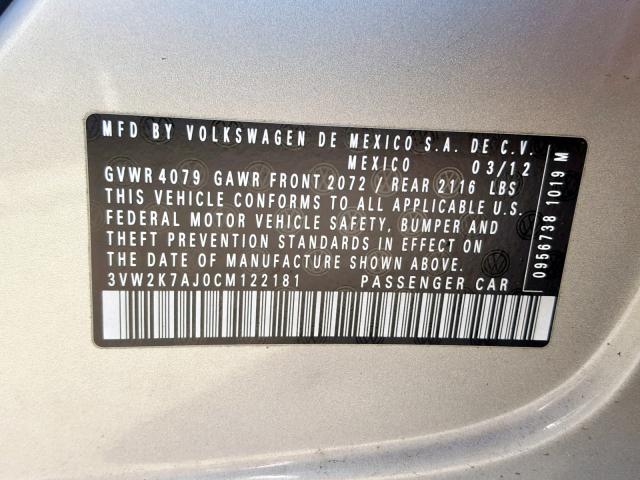 MFD BY VOLKSWAGEN DE MEXICO S.A. DE C.V.
MEXICO 03/12
GVWR 4079 GAWR FRONT 2072 / REAR 2116 LBS
THIS VEHICLE CONFORMS TO ALL APPLICABLE U.S.
FEDERAL MOTOR VEHICLE SAFETY, BUMPER AND
THEFT PREVENTION STANDARDS IN EFFECT ON
THE DATE OF MANUFACTURE SHOWN ABOVE.
3VW2K7AJ0CM122181 PASSENGER CAR
0956738 1019 M